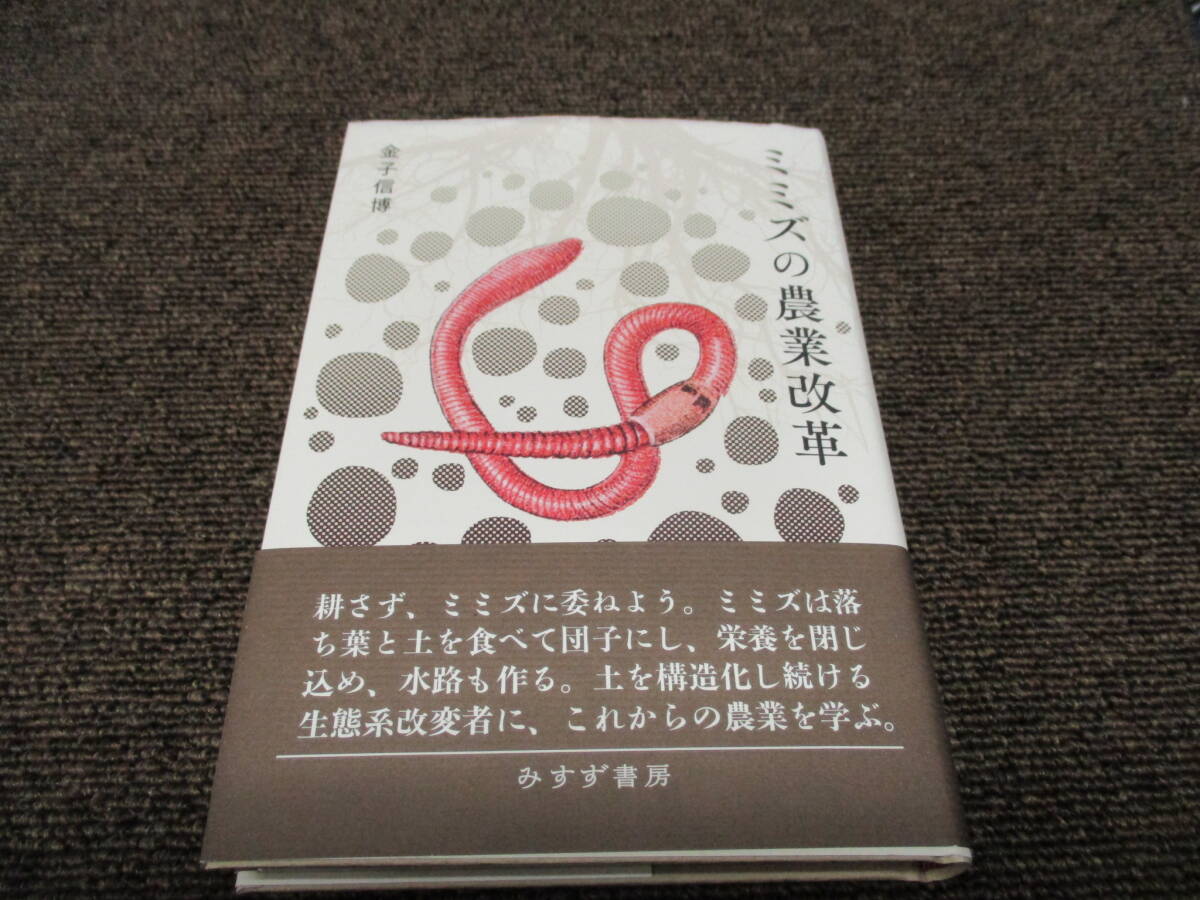 ミミズの農業改革
金子信博
耕さず、ミミズに委ねよう。ミミズは落
ち葉と土を食べて団子にし、栄養を閉じ
込め、水路も作る。土を構造化し続ける
生態系改変者に、これからの農業を学ぶ。
みすず書房